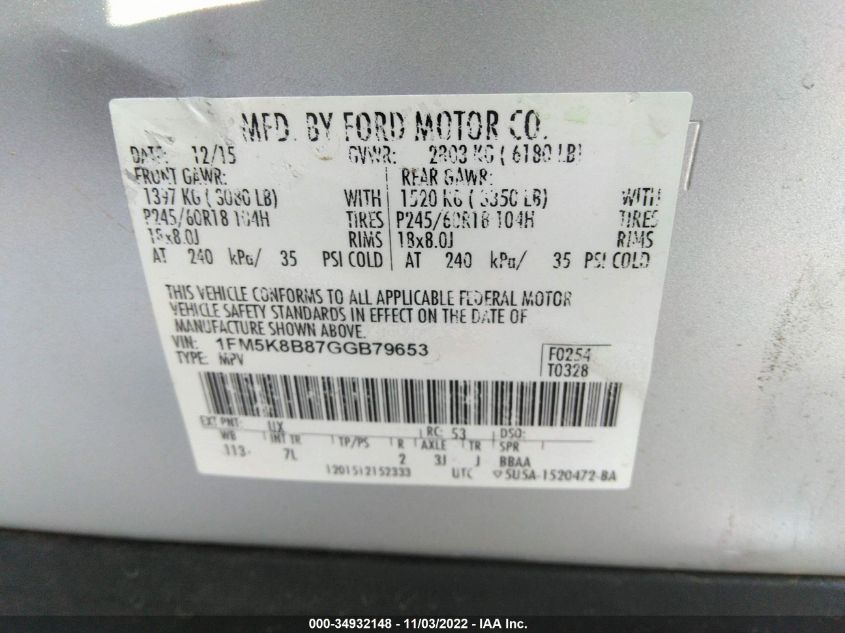 MFD. BY FORD MOTOR CO.
DATE: 12/15 GVWR: 2803 KG ( 6180 LB)
FRONT GAWR: REAR GAWR:
1397 KG ( 3080 LB) WITH 1520 KG ( 3350 LB) WITH
P245/60R18 104H TIRES P245/60R18 104H TIRES
18x8.0J RIMS 18x8.0J RIMS
AT 240 kPa/ 35 PSI COLD AT 240 kPa/ 35 PSI COLD
THIS VEHICLE CONFORMS TO ALL APPLICABLE FEDERAL MOTOR
VEHICLE SAFETY STANDARDS IN EFFECT ON THE DATE OF
MANUFACTURE SHOWN ABOVE.
VIN: 1FM5K8B87GGB79653 F0254
TYPE: MPV T0328
EXT PNT: UX RC: 53 DSO:
WB INT TR TP/PS R AXLE TR SPR
113- 7L 2 3J J BBAA
1201512152333 UTC ▽5USA-1520472-BA
000-34932148 - 11/03/2022 - IAA Inc.